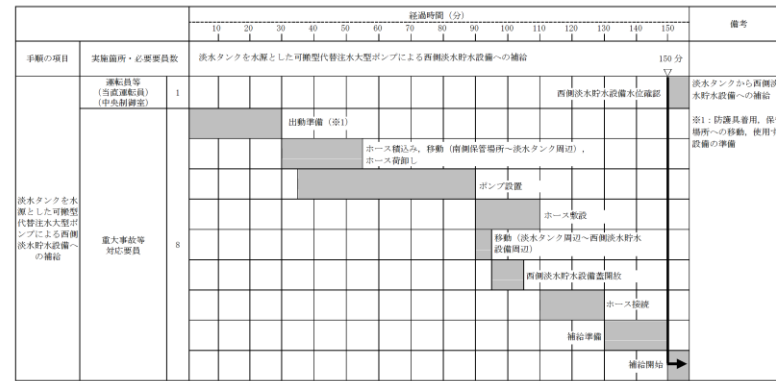 経過時間（分）
備考
10 20 30 40 50 60 70 80 90 100 110 120 130 140 150
手順の項目
実施箇所・必要要員数
淡水タンクを水源とした可搬型代替注水大型ポンプによる西側淡水貯水設備への補給
150 分
▽
運転員等
（当直運転員）
（中央制御室）
1
西側淡水貯水設備水位確認
淡水タンクから西側淡
水貯水設備への補給
※1：防護具着用，保
場所への移動，使用す
設備の準備
淡水タンクを水
源とした可搬型
代替注水大型ポ
ンプによる西側
淡水貯水設備へ
の補給
重大事故等
対応要員
8
出動準備（※1）
ホース積込み，移動（南側保管場所～淡水タンク周辺），
ホース荷卸し
ポンプ設置
ホース敷設
移動（淡水タンク周辺～西側淡水貯水
設備周辺）
西側淡水貯水設備蓋開放
ホース接続
補給準備
補給開始